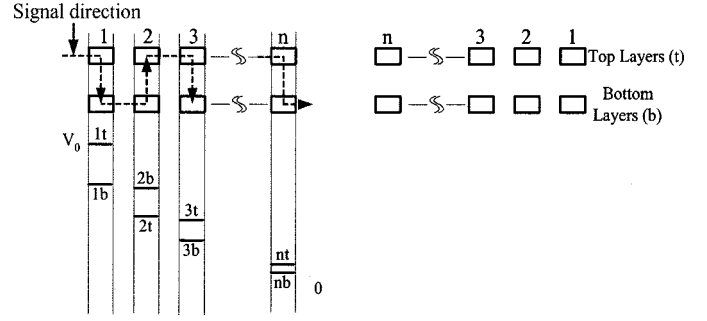 Signal direction
1 2 3 n n 3 2 1
Top Layers (t)
Bottom
Layers (b)
V₀
1t
1b
2b
2t
3t
3b
nt
nb
0